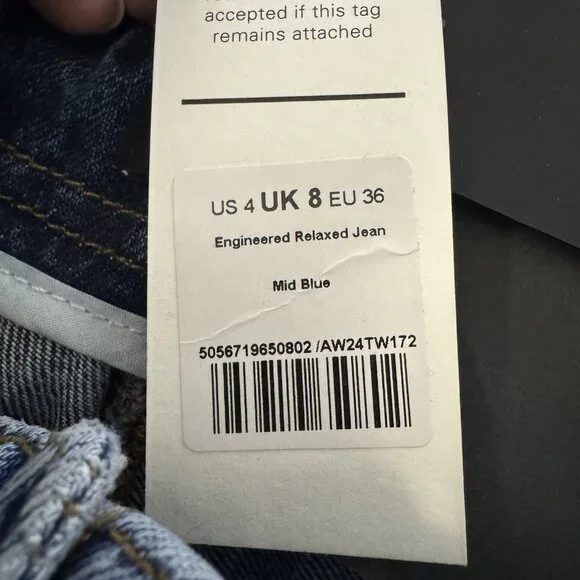 accepted if this tag
remains attached
US 4 UK 8 EU 36
Engineered Relaxed Jean
Mid Blue
5056719650802 /AW24TW172